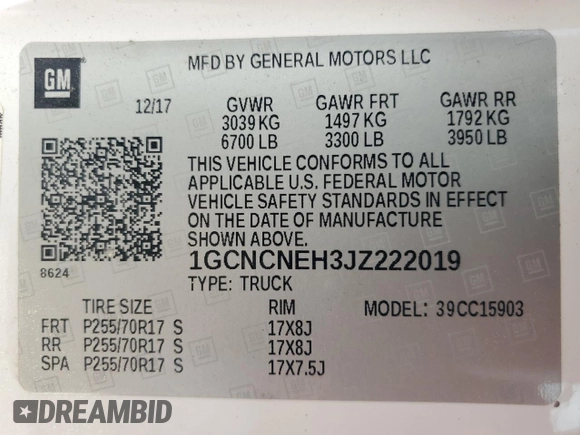 GM
MFD BY GENERAL MOTORS LLC
12/17 GVWR GAWR FRT GAWR RR
3039 KG 1497 KG 1792 KG
6700 LB 3300 LB 3950 LB
THIS VEHICLE CONFORMS TO ALL
APPLICABLE U.S. FEDERAL MOTOR
VEHICLE SAFETY STANDARDS IN EFFECT
ON THE DATE OF MANUFACTURE
SHOWN ABOVE.
8624 1GCNCNEH3JZ222019
TYPE: TRUCK
TIRE SIZE RIM MODEL: 39CC15903
FRT P255/70R17 S 17X8J
RR P255/70R17 S 17X8J
SPA P255/70R17 S 17X7.5J
DREAMBID